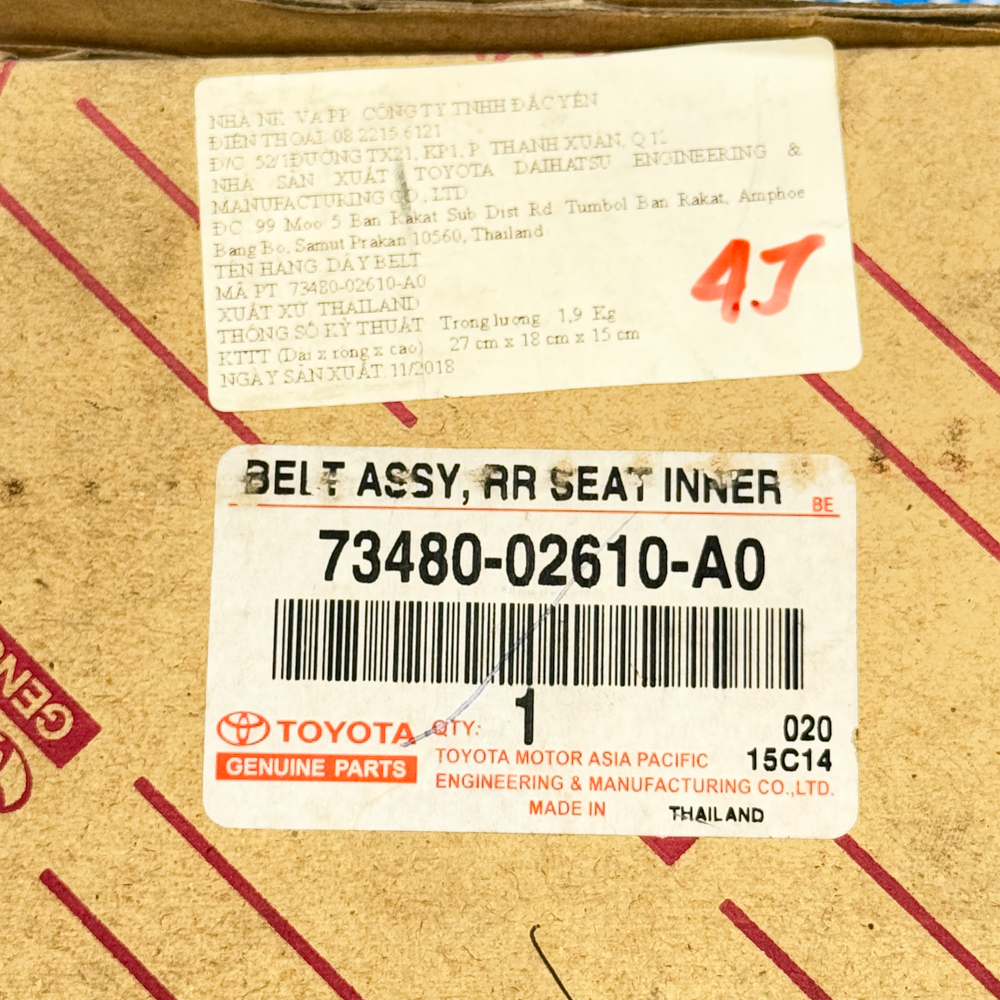 NHÀ NK VÀ PP CÔNG TY TNHH ĐẮC YẾN
ĐIỆN THOẠI 08 2215 6121
Đ/C 52/1 ĐƯỜNG TX21, KP1, P THANH XUÂN, Q 12
NHÀ SẢN XUẤT TOYOTA DAIHATSU ENGINEERING &
MANUFACTURING CO., LTD
ĐC 99 Moo 5 Ban Rakat Sub Dist Rd Tumbol Ban Rakat, Amphoe
Bang Bo, Samut Prakan 10560, Thailand
TÊN HÀNG DÂY BELT
MÃ PT 73480-02610-A0
XUẤT XỨ THAILAND
THÔNG SỐ KỸ THUẬT Trọng lượng 1,9 Kg
KTTT (Dài x rộng x cao) 27 cm x 18 cm x 15 cm
NGÀY SẢN XUẤT 11/2018
4J
BELT ASSY, RR SEAT INNER
BE
73480-02610-A0
1
TOYOTA QTY: 020
GENUINE PARTS
TOYOTA MOTOR ASIA PACIFIC 15C14
ENGINEERING & MANUFACTURING CO.,LTD.
MADE IN THAILAND